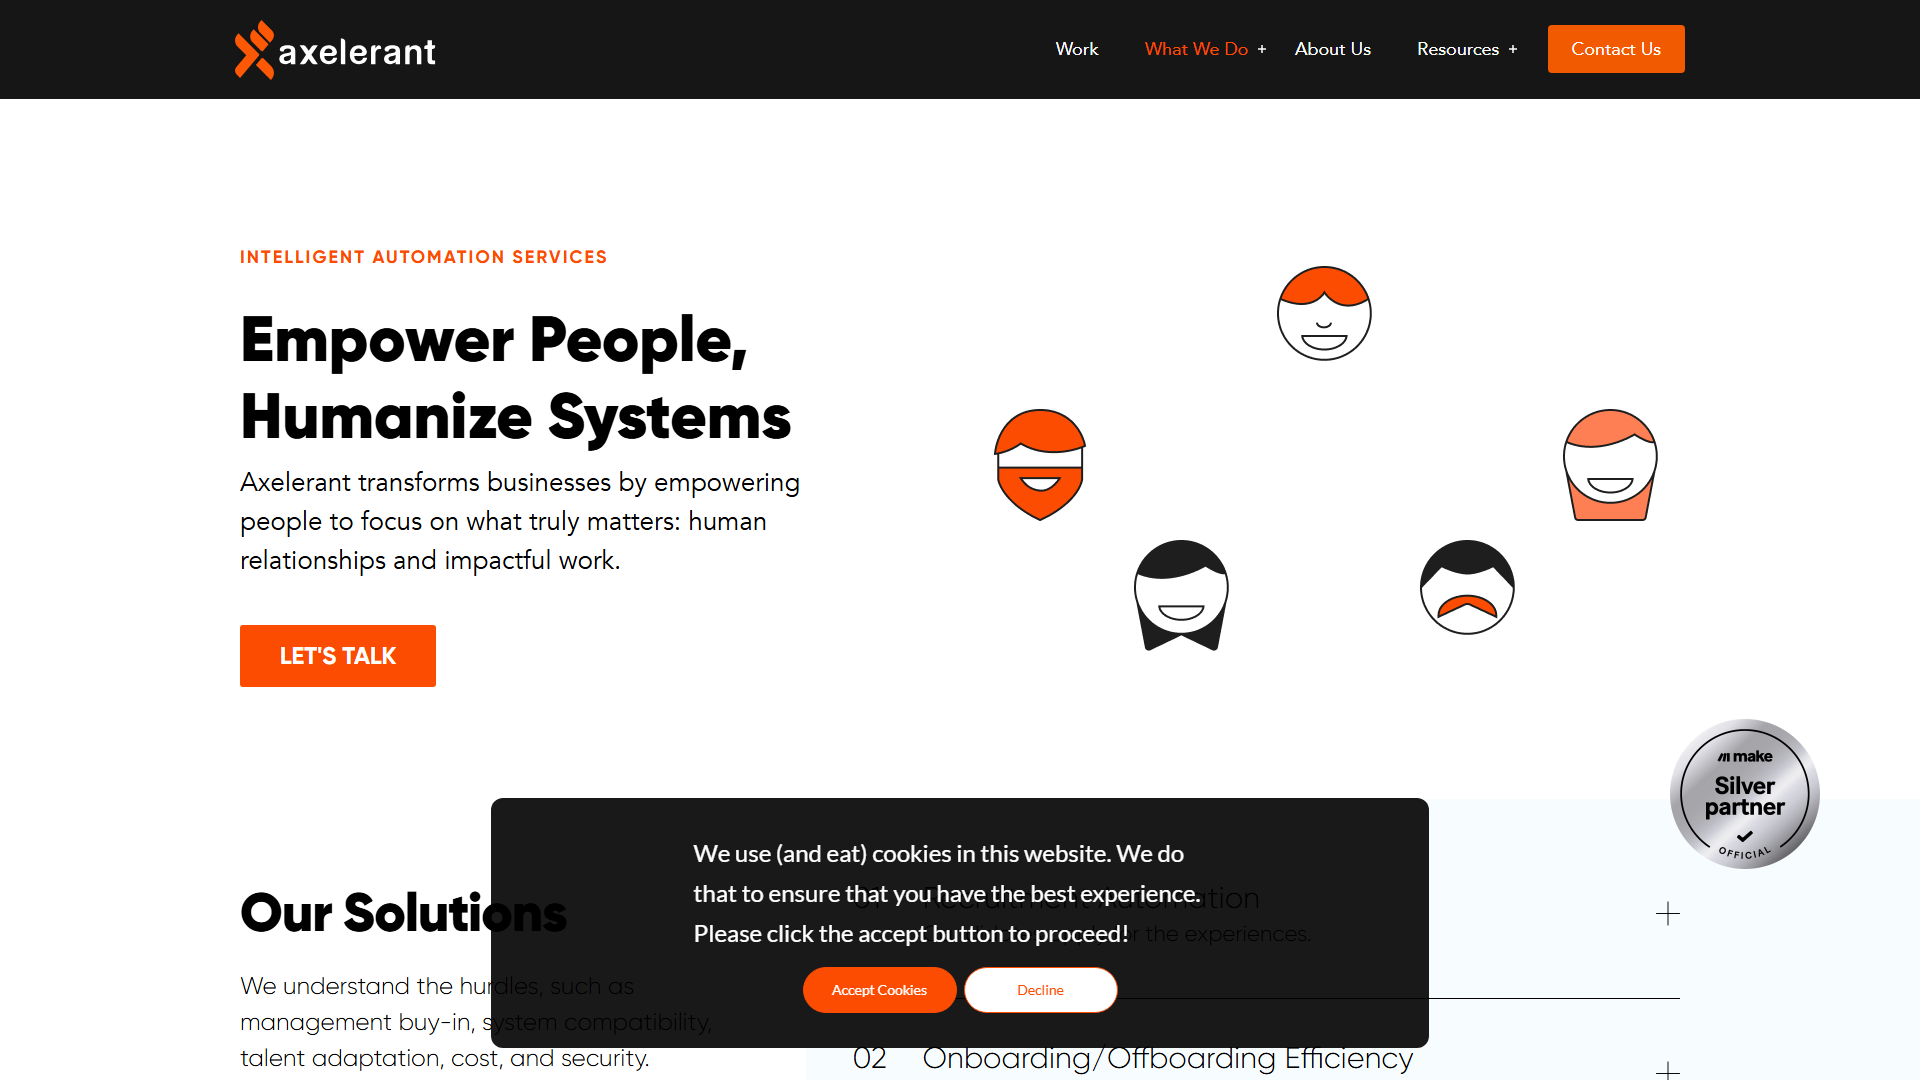 axelerant
Work
What We Do +
About Us
Resources +
Contact Us
INTELLIGENT AUTOMATION SERVICES
Empower People,
Humanize Systems
Axelerant transforms businesses by empowering
people to focus on what truly matters: human
relationships and impactful work.
LET'S TALK
make
Silver
partner
OFFICIAL
Our Solutions
We understand the hurdles, such as
management buy-in, system compatibility,
talent adaptation, cost, and security.
01 Recruitment Automation
the experiences.
02 Onboarding/Offboarding Efficiency
We use (and eat) cookies in this website. We do
that to ensure that you have the best experience.
Please click the accept button to proceed!
Accept Cookies
Decline